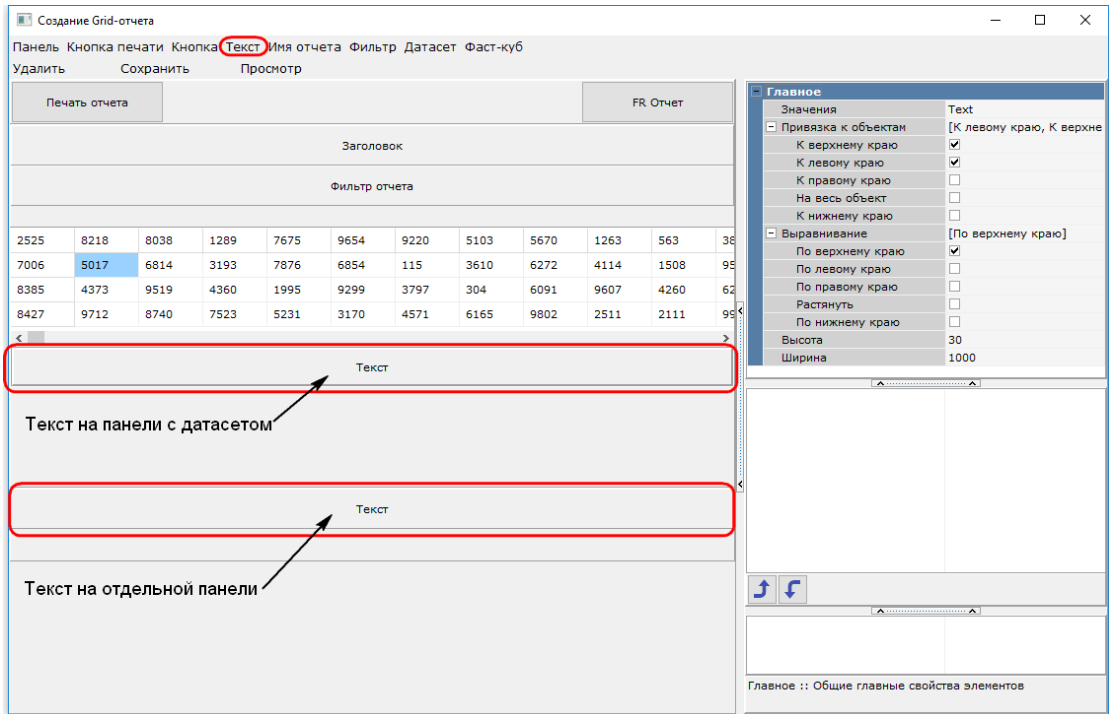 Создание Grid-отчета
Панель Кнопка печати Кнопка Текст Имя отчета Фильтр Датасет Фаст-куб
Удалить Сохранить Просмотр
Печать отчета FR Отчет
Заголовок
Фильтр отчета
2525 8218 8038 1289 7675 9654 9220 5103 5670 1263 563 38
7006 5017 6814 3193 7876 6854 115 3610 6272 4114 1508 95
8385 4373 9519 4360 1995 9299 3797 304 6091 9607 4260 62
8427 9712 8740 7523 5231 3170 4571 6165 9802 2511 2111 99
Текст
Текст на панели с датасетом
Текст
Текст на отдельной панели
Главное
Значения Text
Привязка к объектам [К левому краю, К верхне
К верхнему краю
К левому краю
К правому краю
На весь объект
К нижнему краю
Выравнивание [По верхнему краю]
По верхнему краю
По левому краю
По правому краю
Растянуть
По нижнему краю
Высота 30
Ширина 1000
Главное :: Общие главные свойства элементов